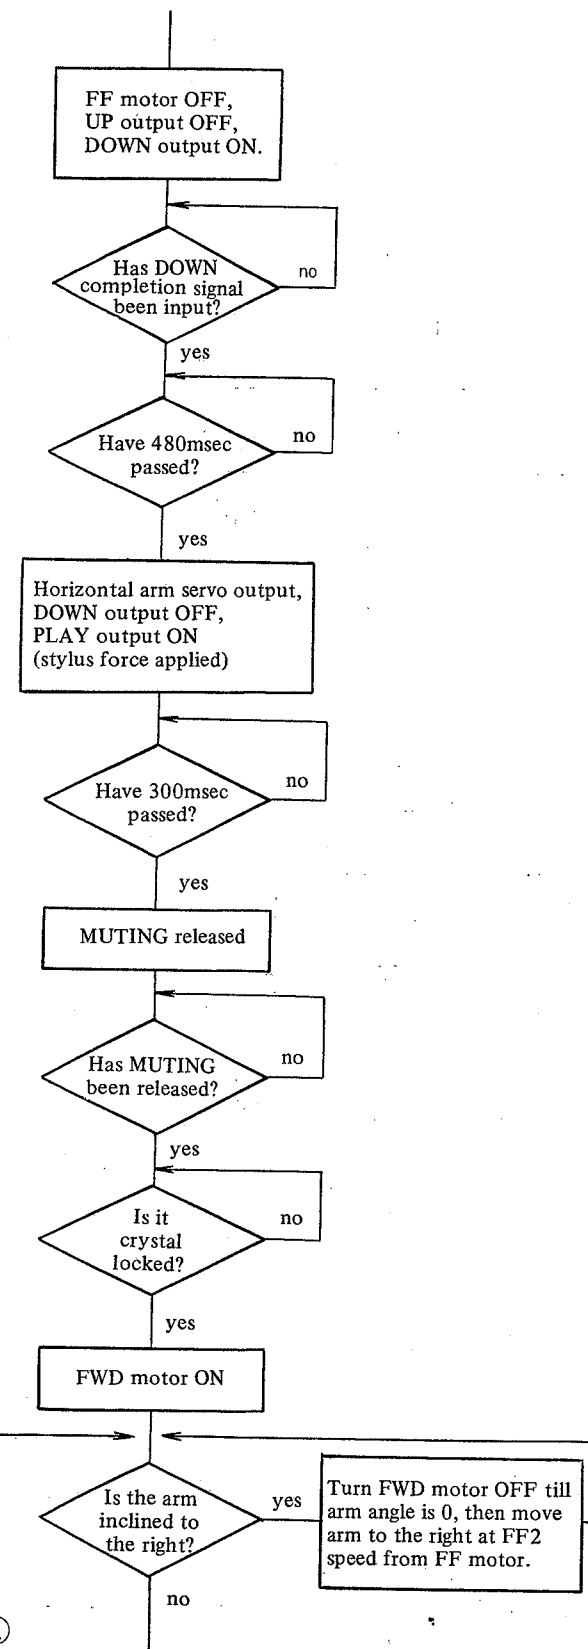 FF motor OFF,
UP output OFF,
DOWN output ON.
Has DOWN
completion signal
been input?
no
yes
Have 480msec
passed?
no
yes
Horizontal arm servo output,
DOWN output OFF,
PLAY output ON
(stylus force applied)
Have 300msec
passed?
no
yes
MUTING released
Has MUTING
been released?
no
yes
Is it
crystal
locked?
no
yes
FWD motor ON
Is the arm
inclined to
the right?
yes
Turn FWD motor OFF till
arm angle is 0, then move
arm to the right at FF2
speed from FF motor.
no